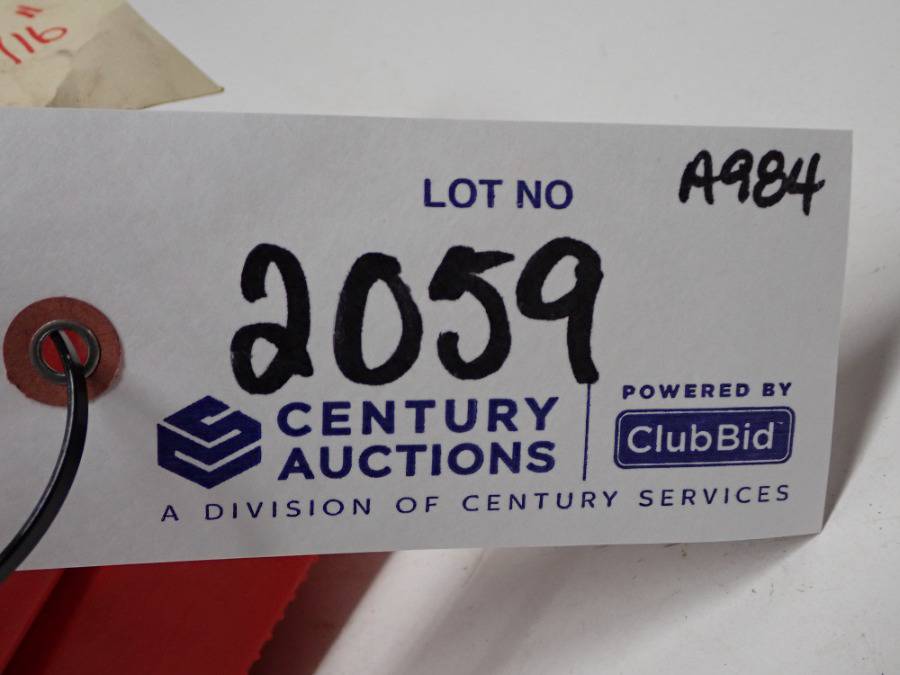 LOT NO
A984
2059
CENTURY
AUCTIONS
POWERED BY
ClubBid
A DIVISION OF CENTURY SERVICES